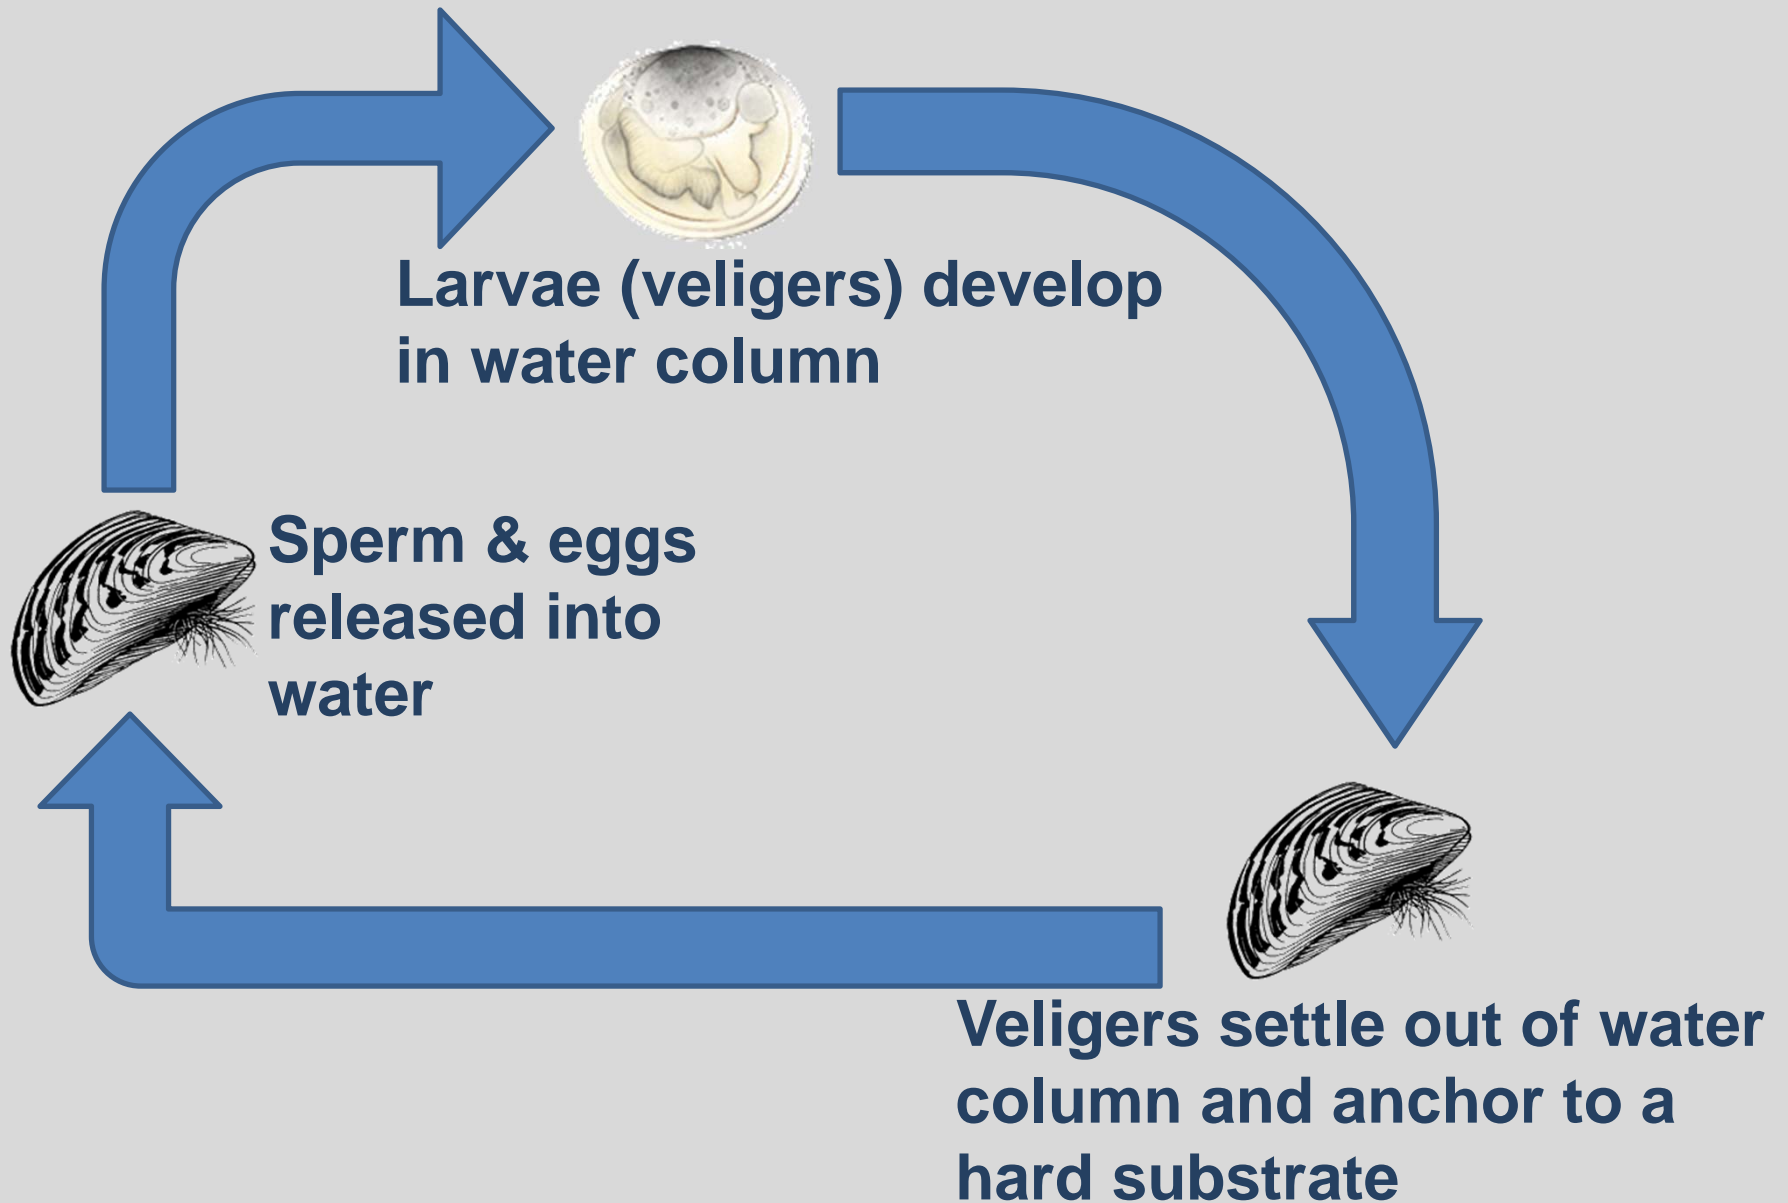 Larvae (veligers) develop
in water column
Sperm & eggs
released into
water
Veligers settle out of water
column and anchor to a
hard substrate